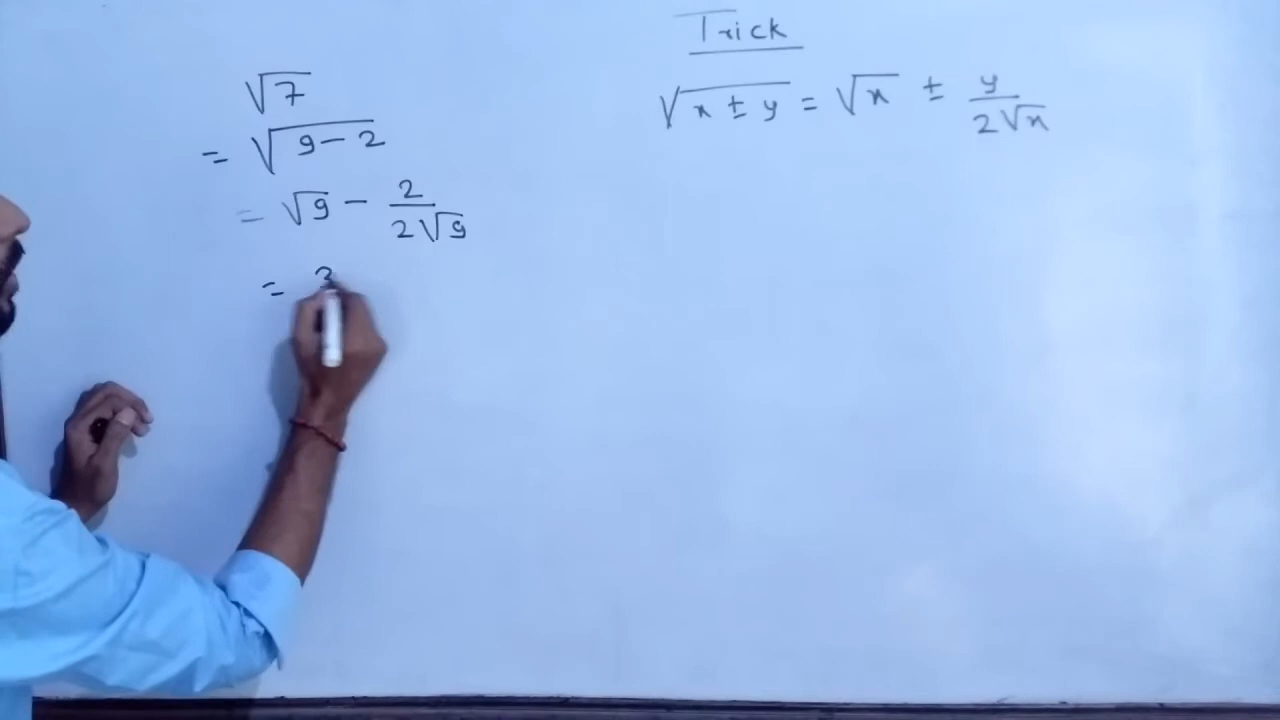 √7
= √(9-2)
= √9 - 2/(2√9)
= 3
Trick
√(x ± y) = √x ± y/(2√x)